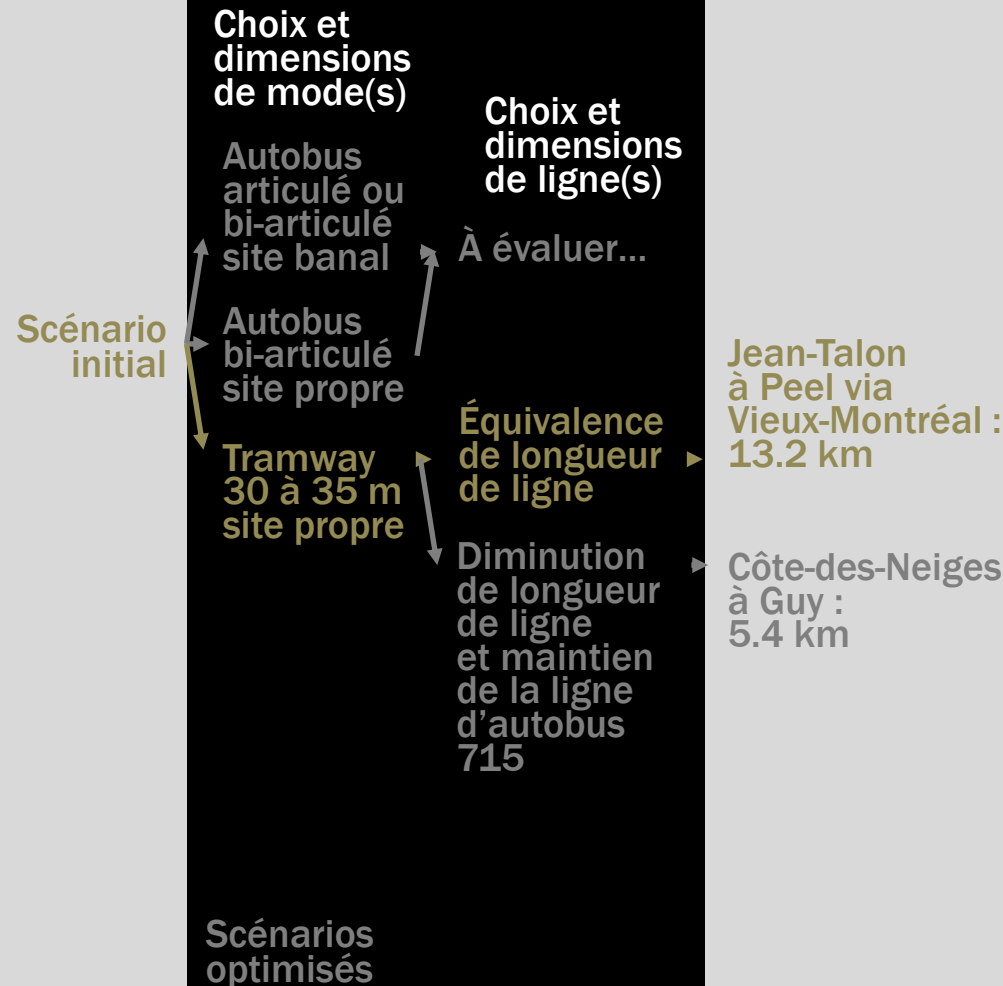 Choix et
dimensions
de mode(s)
Choix et
dimensions
de ligne(s)
Autobus
articulé ou
bi-articulé
site banal
À évaluer...
Scénario
initial
Autobus
bi-articulé
site propre
Tramway
30 à 35 m
site propre
Équivalence
de longueur
de ligne
Jean-Talon
à Peel via
Vieux-Montréal :
13.2 km
Diminution
de longueur
de ligne
et maintien
de la ligne
d’autobus
715
Côte-des-Neiges
à Guy :
5.4 km
Scénarios
optimisés